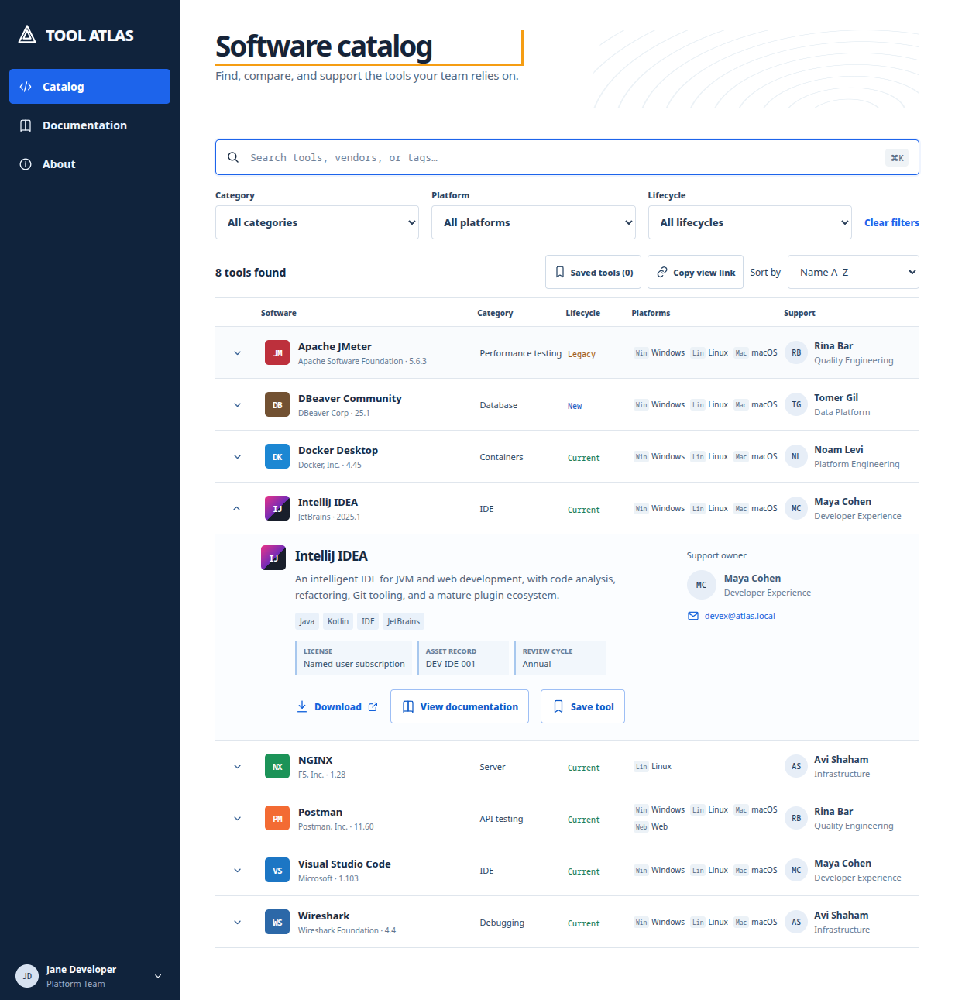 TOOL ATLAS
Catalog
Documentation
About
Jane Developer
JD
Platform Team
Software catalog
Find, compare, and support the tools your team relies on.
Search tools, vendors, or tags…
⌘K
Category
Platform
Lifecycle
All categories
All platforms
All lifecycles
Clear filters
8 tools found
Saved tools (0)
Copy view link
Sort by
Name A–Z
Software
Category
Lifecycle
Platforms
Support
JM
Apache JMeter
Apache Software Foundation · 5.6.3
Performance testing
Legacy
Win Windows Lin Linux Mac macOS
RB
Rina Bar
Quality Engineering
DB
DBeaver Community
DBeaver Corp · 25.1
Database
New
Win Windows Lin Linux Mac macOS
TG
Tomer Gil
Data Platform
DK
Docker Desktop
Docker, Inc. · 4.45
Containers
Current
Win Windows Lin Linux Mac macOS
NL
Noam Levi
Platform Engineering
IJ
IntelliJ IDEA
JetBrains · 2025.1
IDE
Current
Win Windows Lin Linux Mac macOS
MC
Maya Cohen
Developer Experience
IJ
IntelliJ IDEA
An intelligent IDE for JVM and web development, with code analysis,
refactoring, Git tooling, and a mature plugin ecosystem.
Java
Kotlin
IDE
JetBrains
LICENSE
Named-user subscription
ASSET RECORD
DEV-IDE-001
REVIEW CYCLE
Annual
Download
View documentation
Save tool
Support owner
MC
Maya Cohen
Developer Experience
devex@atlas.local
NX
NGINX
F5, Inc. · 1.28
Server
Current
Lin Linux
AS
Avi Shaham
Infrastructure
PM
Postman
Postman, Inc. · 11.60
API testing
Current
Win Windows Lin Linux Mac macOS
Web Web
RB
Rina Bar
Quality Engineering
VS
Visual Studio Code
Microsoft · 1.103
IDE
Current
Win Windows Lin Linux Mac macOS
MC
Maya Cohen
Developer Experience
WS
Wireshark
Wireshark Foundation · 4.4
Debugging
Current
Win Windows Lin Linux Mac macOS
AS
Avi Shaham
Infrastructure